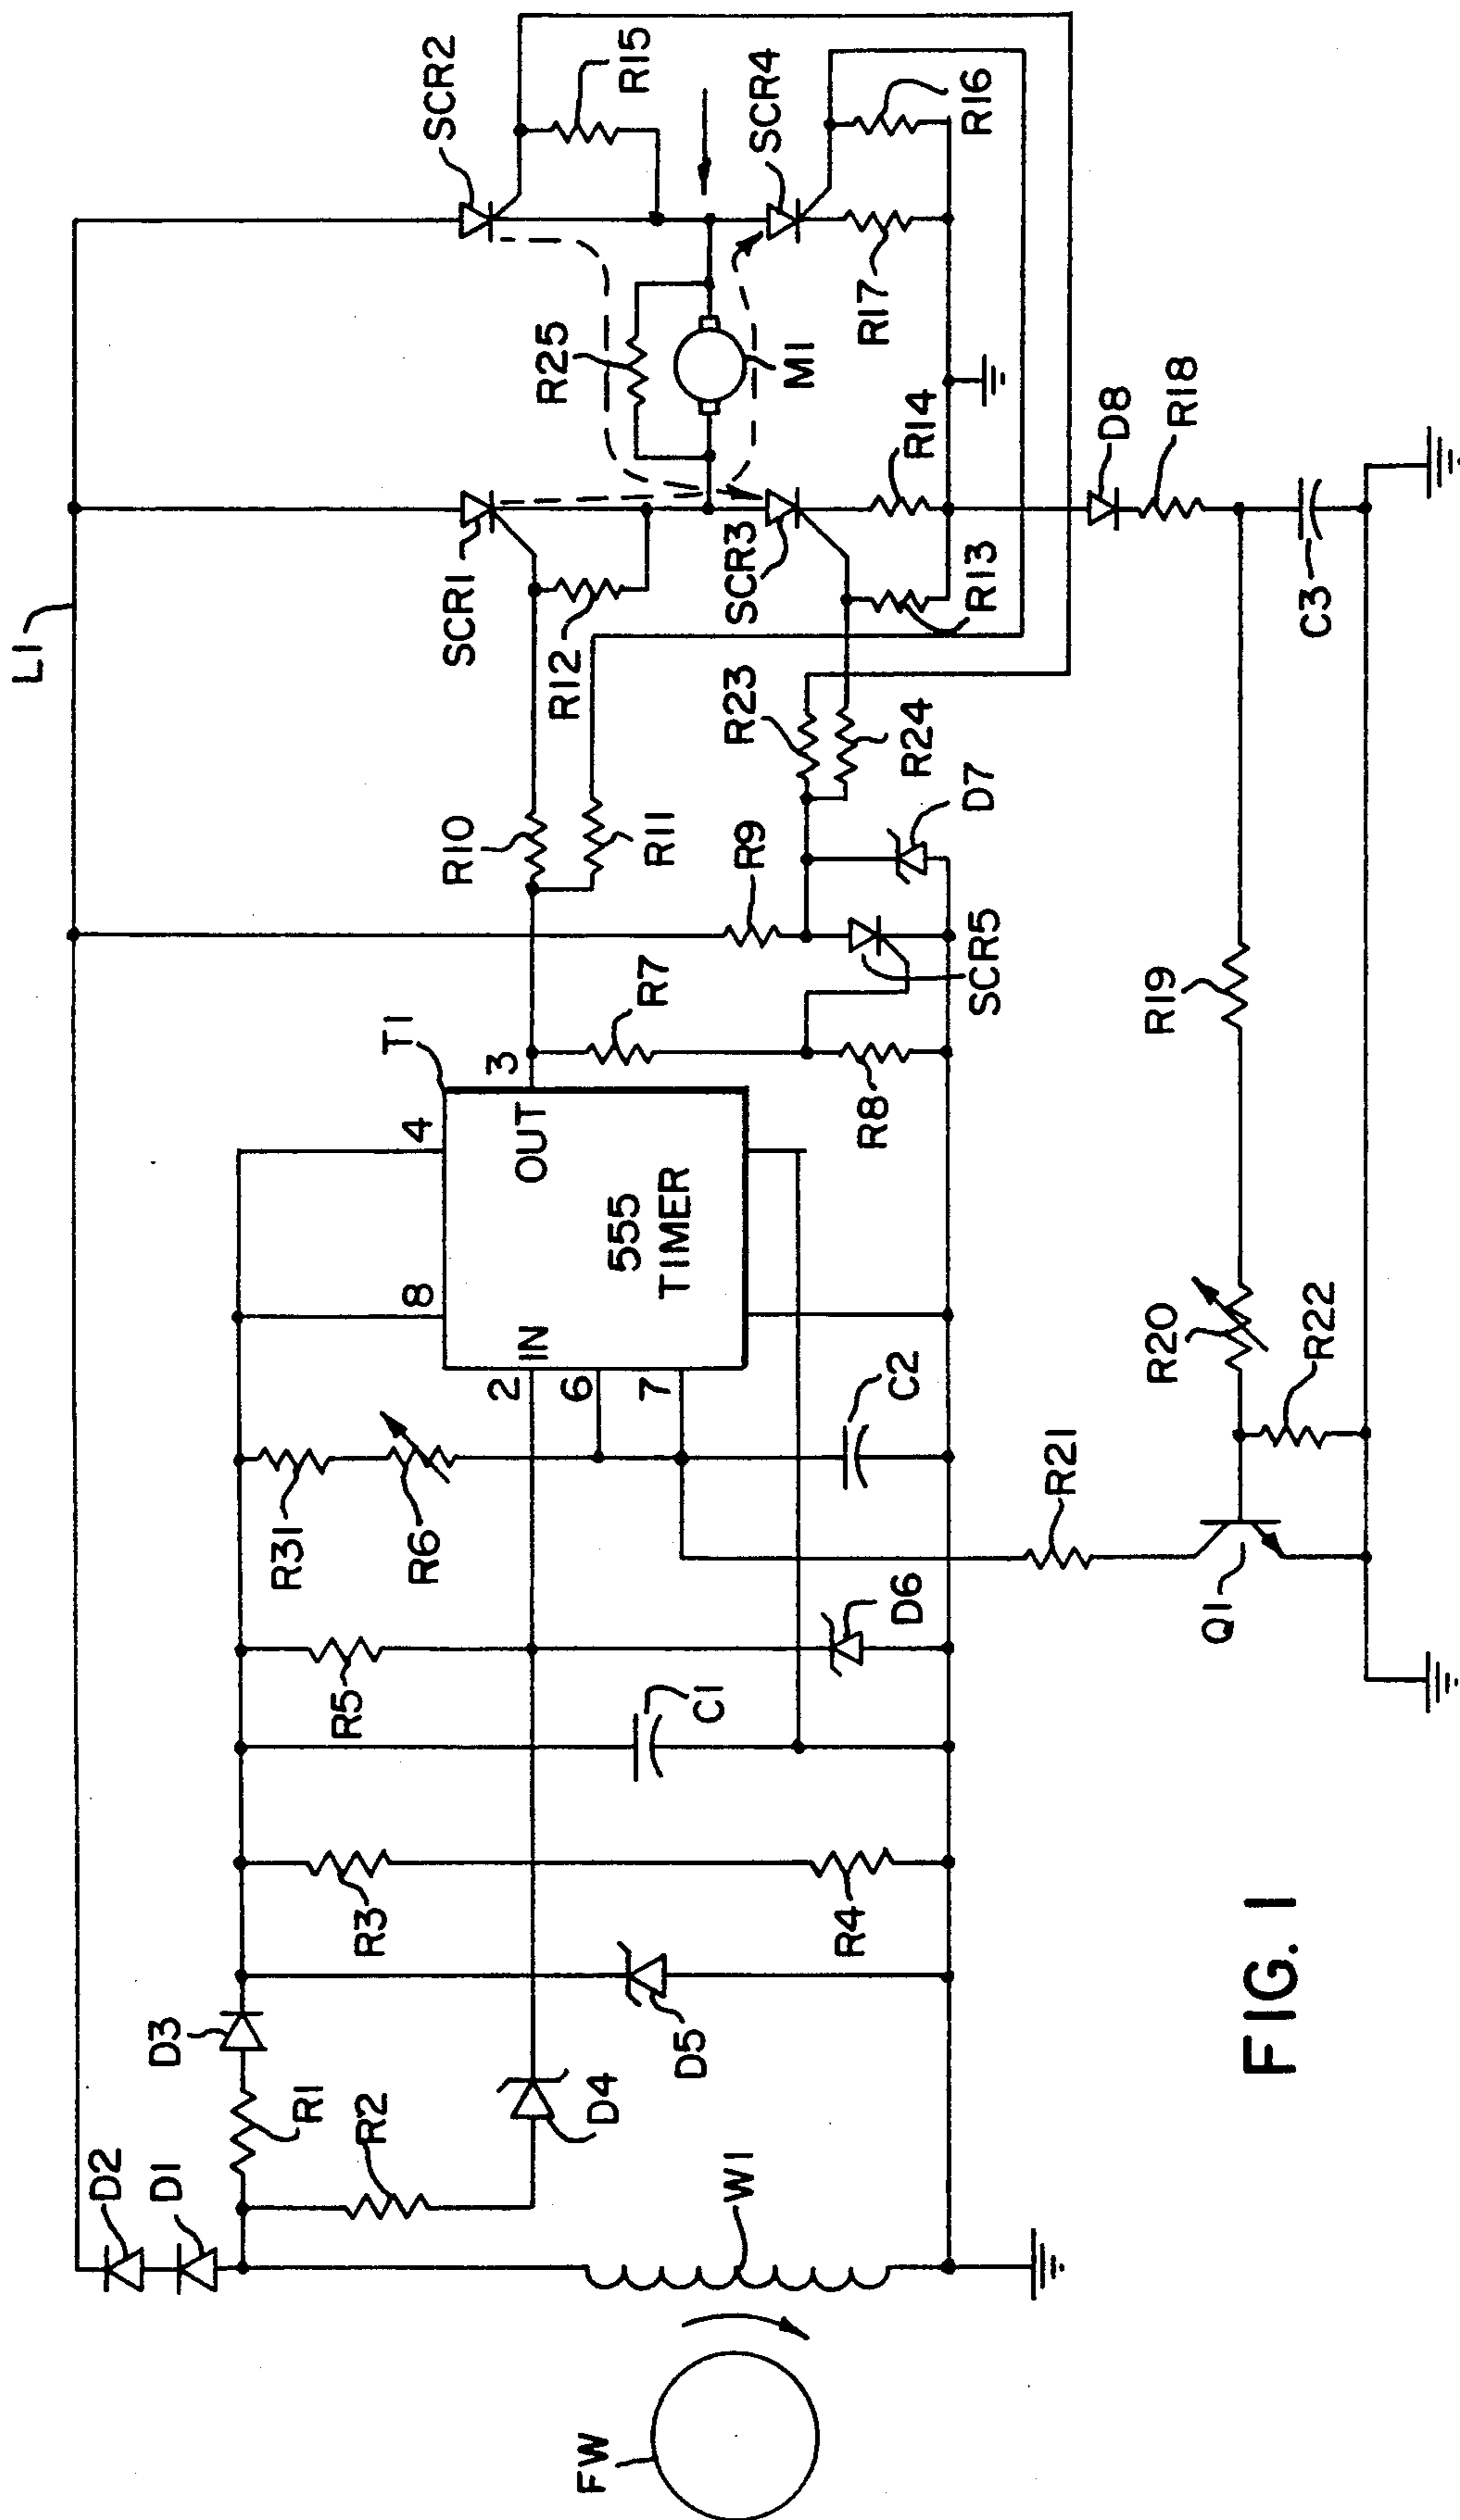 L1
D2
D1
D3
R1
R2
D4
W1
FW
D5
R3
R4
C1
R5
D6
R31
R6
C2
2
IN
6
7
8
4
555
TIMER
OUT
3
T1
R7
R8
R9
SCR5
D7
R10
R11
R23
R24
R12
SCR1
SCR3
R13
R14
R25
M1
SCR2
R15
SCR4
R16
R17
D8
R18
C3
R19
R20
R22
R21
Q1
FIG. 1